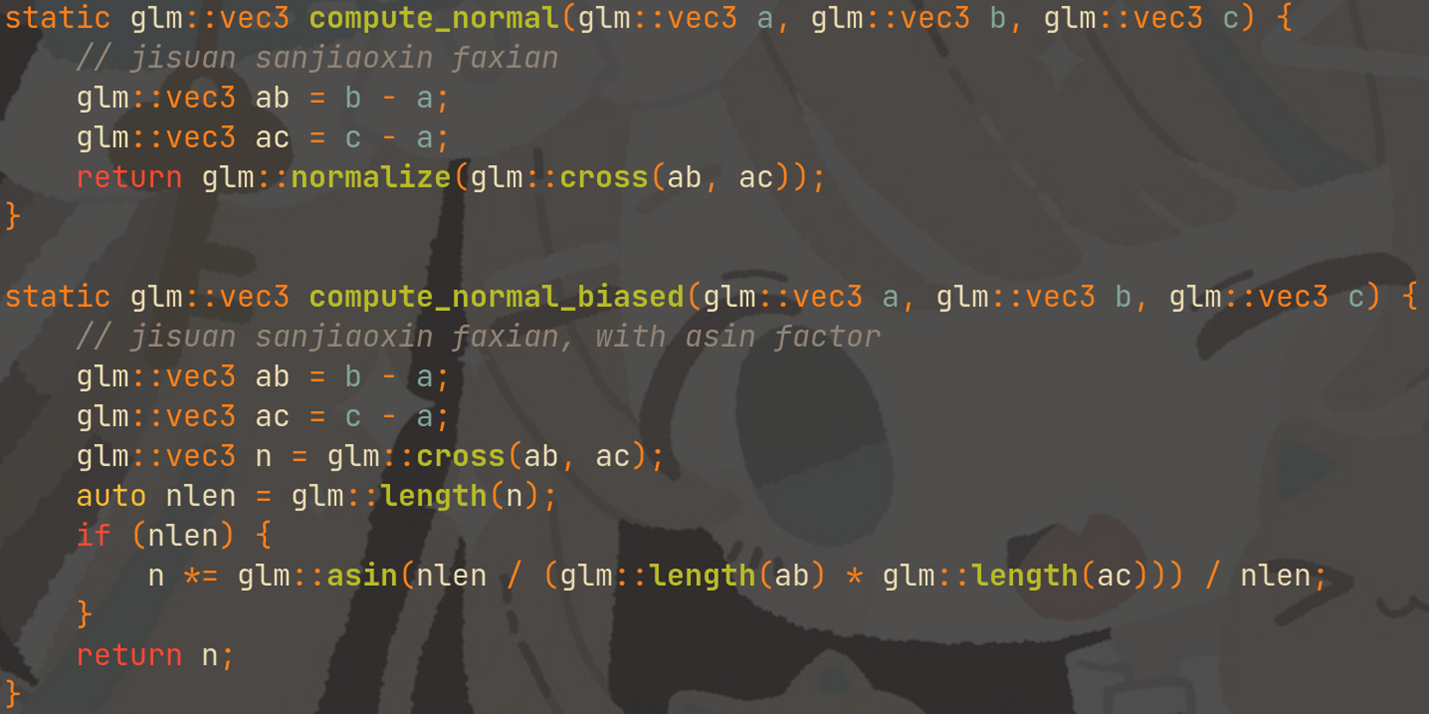 static glm::vec3 compute_normal(glm::vec3 a, glm::vec3 b, glm::vec3 c) {
    // jisuan sanjiaoxin faxian
    glm::vec3 ab = b - a;
    glm::vec3 ac = c - a;
    return glm::normalize(glm::cross(ab, ac));
}

static glm::vec3 compute_normal_biased(glm::vec3 a, glm::vec3 b, glm::vec3 c) {
    // jisuan sanjiaoxin faxian, with asin factor
    glm::vec3 ab = b - a;
    glm::vec3 ac = c - a;
    glm::vec3 n = glm::cross(ab, ac);
    auto nlen = glm::length(n);
    if (nlen) {
        n *= glm::asin(nlen / (glm::length(ab) * glm::length(ac))) / nlen;
    }
    return n;
}